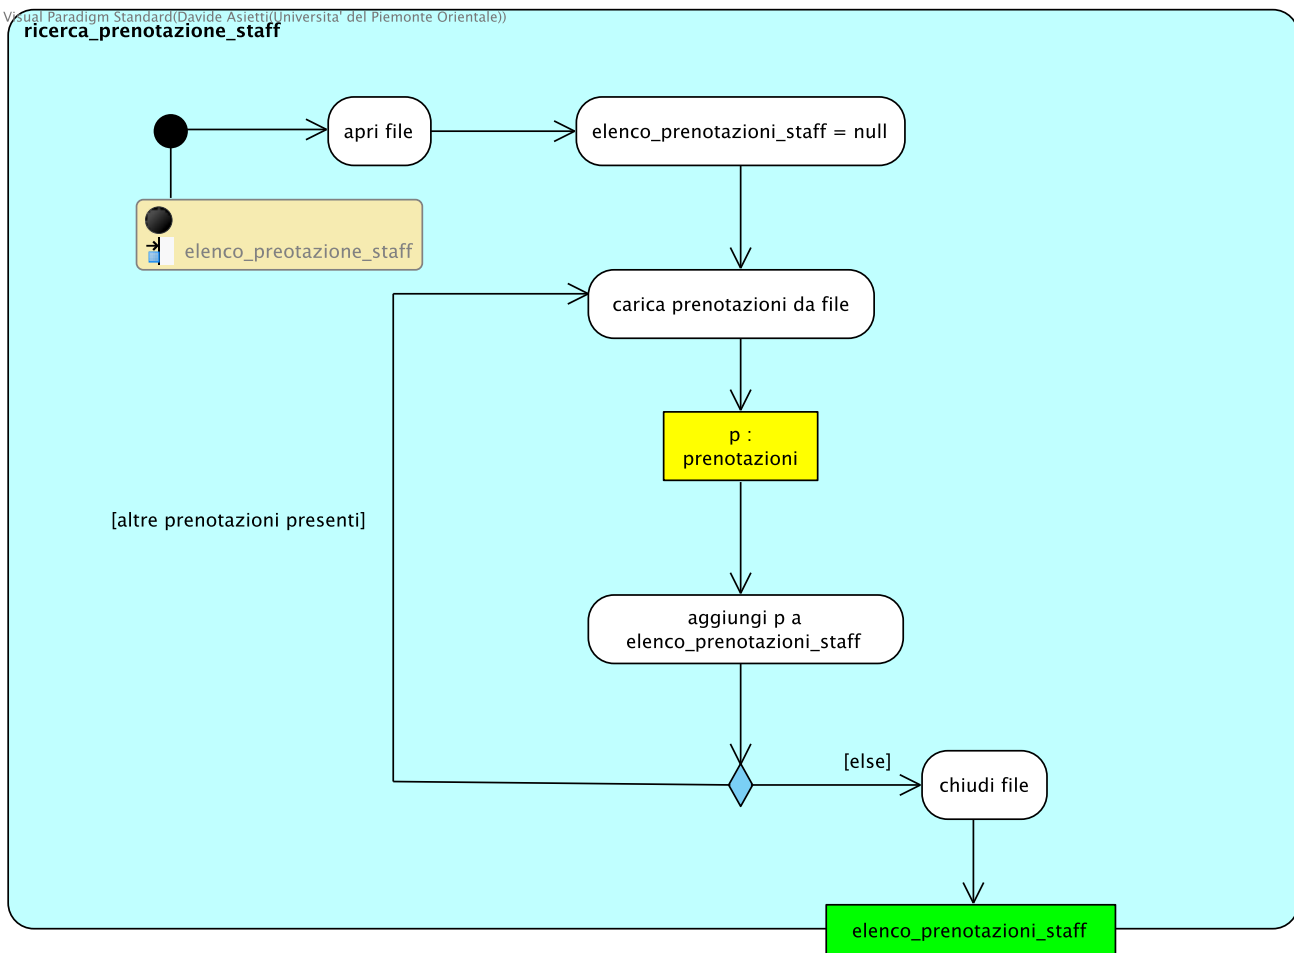 Visual Paradigm Standard(Davide Asietti(Universita' del Piemonte Orientale))
ricerca_prenotazione_staff
apri file
elenco_prenotazioni_staff = null
elenco_preotazione_staff
carica prenotazioni da file
p :
prenotazioni
[altre prenotazioni presenti]
aggiungi p a
elenco_prenotazioni_staff
[else]
chiudi file
elenco_prenotazioni_staff